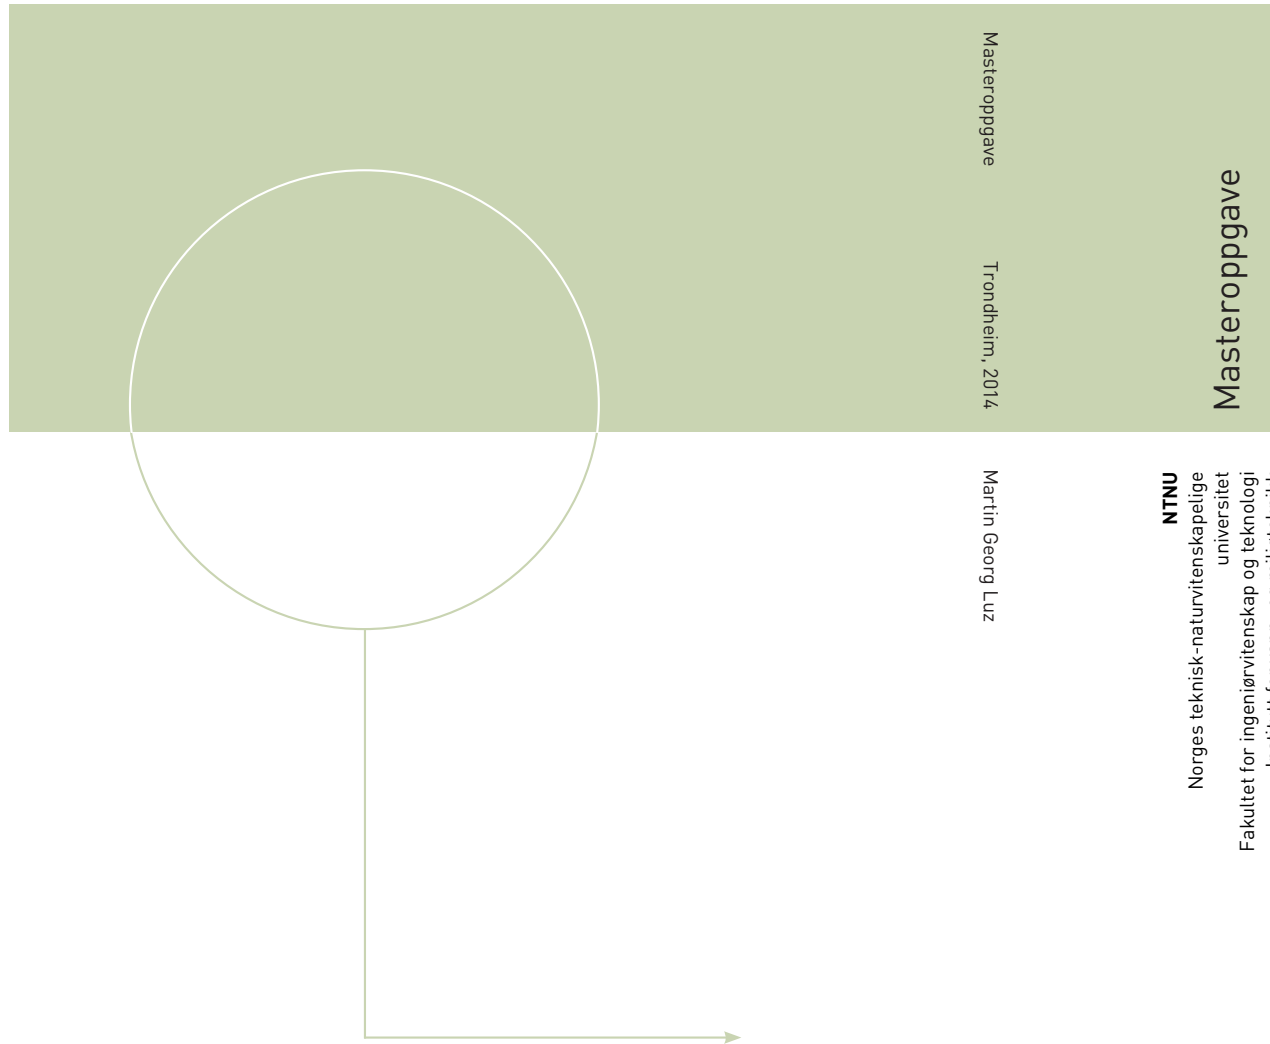 Masteroppgave
Trondheim, 2014
Martin Georg Luz
Masteroppgave
NTNU
Norges teknisk-naturvitenskapelige
universitet
Fakultet for ingeniørvitenskap og teknologi